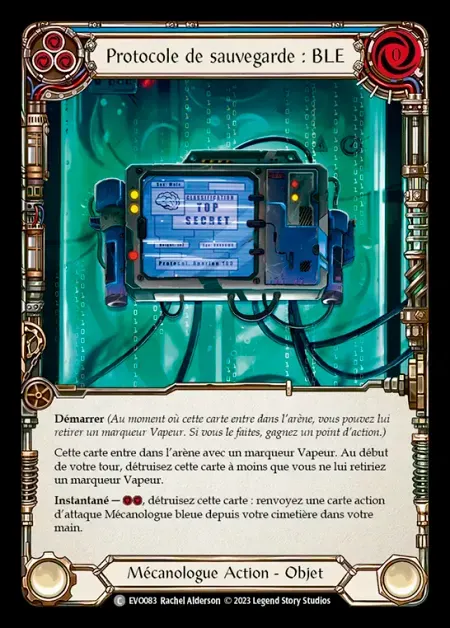 Protocole de sauvegarde : BLE
0
Sex: Male
CLASSIFICATION
TOP
SECRET
Démarrer (Au moment où cette carte entre dans l'arène, vous pouvez lui
retirer un marqueur Vapeur. Si vous le faites, gagnez un point d'action.)
Cette carte entre dans l'arène avec un marqueur Vapeur. Au début
de votre tour, détruisez cette carte à moins que vous ne lui retiriez
un marqueur Vapeur.
Instantané — , détruisez cette carte : renvoyez une carte action
d'attaque Mécanologue bleue depuis votre cimetière dans votre
main.
Mécanologue Action - Objet
C EVO083 Rachel Alderson © 2023 Legend Story Studios